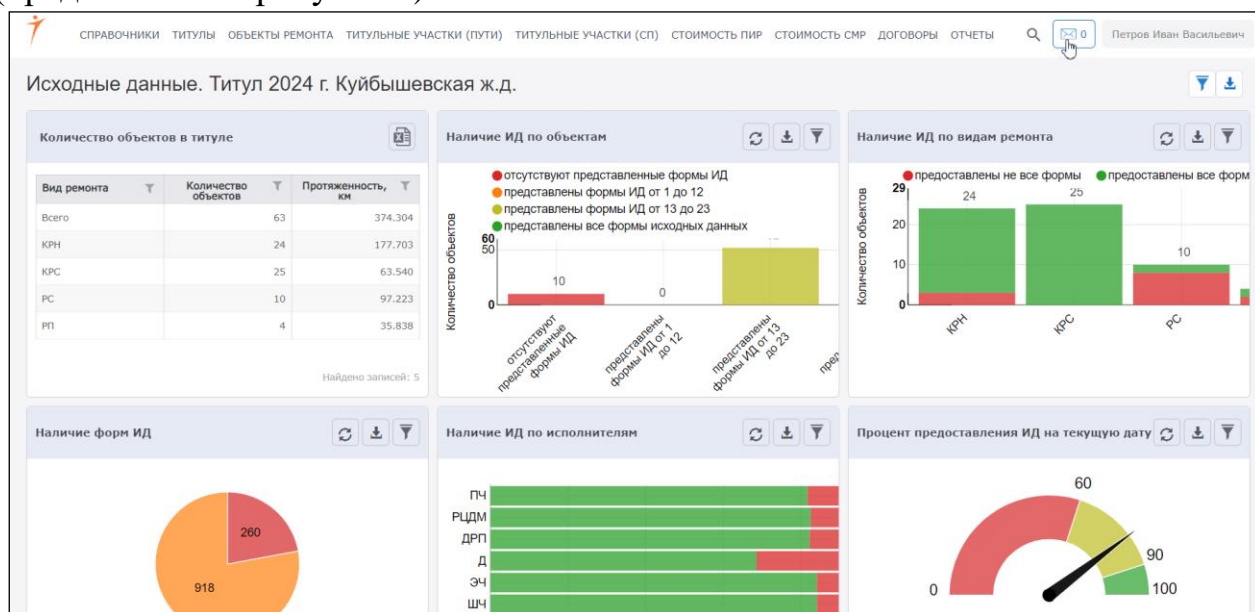 СПРАВОЧНИКИ ТИТУЛЫ ОБЪЕКТЫ РЕМОНТА ТИТУЛЬНЫЕ УЧАСТКИ (ПУТИ) ТИТУЛЬНЫЕ УЧАСТКИ (СП) СТОИМОСТЬ ПИР СТОИМОСТЬ СМР ДОГОВОРЫ ОТЧЕТЫ 0 Петров Иван Васильевич
Исходные данные. Титул 2024 г. Куйбышевская ж.д.
Количество объектов в титуле
Вид ремонта Количество объектов Протяженность, км
Всего 63 374.304
КРН 24 177.703
КРС 25 63.540
РС 10 97.223
РП 4 35.838
Найдено записей: 5
Наличие ИД по объектам
отсутствуют представленные формы ИД
представлены формы ИД от 1 до 12
представлены формы ИД от 13 до 23
представлены все формы исходных данных
Количество объектов
60
50
0
10
0
отсутствуют
представленные
формы ИД
представлены
формы ИД от 1
до 12
представлены
формы ИД от 13
до 23
Наличие ИД по видам ремонта
предоставлены не все формы предоставлены все форм
Количество объектов
29
20
10
0
24
25
10
КРН
КРС
РС
Наличие форм ИД
260
918
Наличие ИД по исполнителям
ПЧ
РЦДМ
ДРП
Д
ЭЧ
ШЧ
Процент предоставления ИД на текущую дату
0
60
90
100